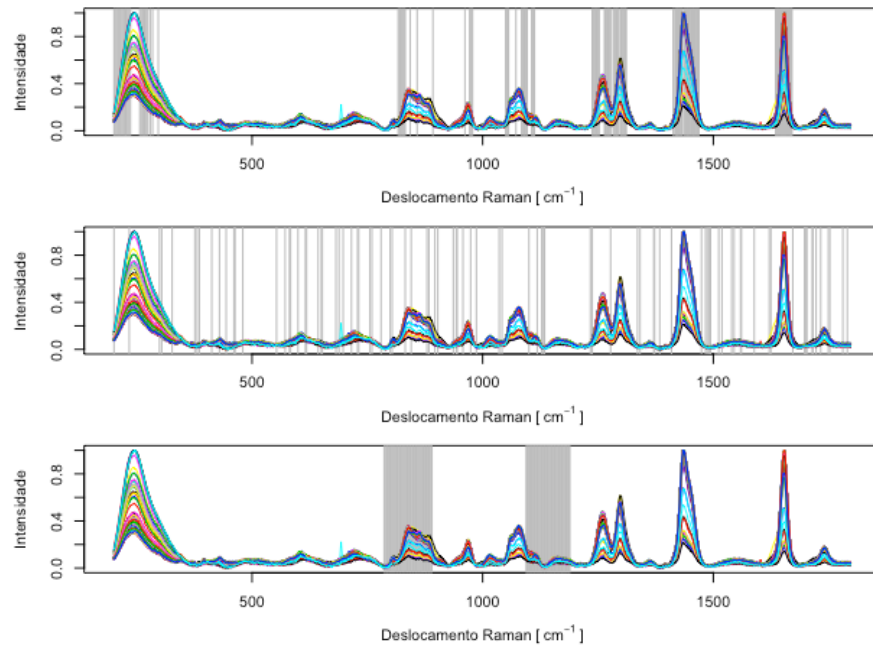 Intensidade
0.0 0.4 0.8
500 1000 1500
Deslocamento Raman [ cm⁻¹ ]
Intensidade
0.0 0.4 0.8
500 1000 1500
Deslocamento Raman [ cm⁻¹ ]
Intensidade
0.0 0.4 0.8
500 1000 1500
Deslocamento Raman [ cm⁻¹ ]